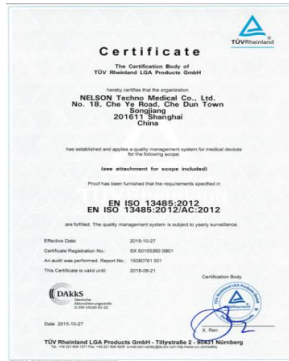 TÜVRheinland
Certificate
The Certification Body of
TÜV Rheinland LGA Products GmbH
hereby certifies that the organization
NELSON Techno Medical Co., Ltd.
No. 18, Che Ye Road, Che Dun Town
Songjiang
201611 Shanghai
China
has established and applies a quality management system for medical devices
for the following scope:
(see attachment for scope included)
Proof has been furnished that the requirements specified in
EN ISO 13485:2012
EN ISO 13485:2012/AC:2012
are fulfilled. The quality management system is subject to yearly surveillance.
Effective Date: 2015-10-27
Certificate Registration No.:
An audit was performed. Report No.: 15080761 001
This Certificate is valid until: 2018-09-21
Certification Body
DAkkS
Deutsche
Akkreditierungsstelle
Date 2015-10-27
X. Ren
TÜV Rheinland LGA Products GmbH - Tillystraße 2 - 90431 Nürnberg